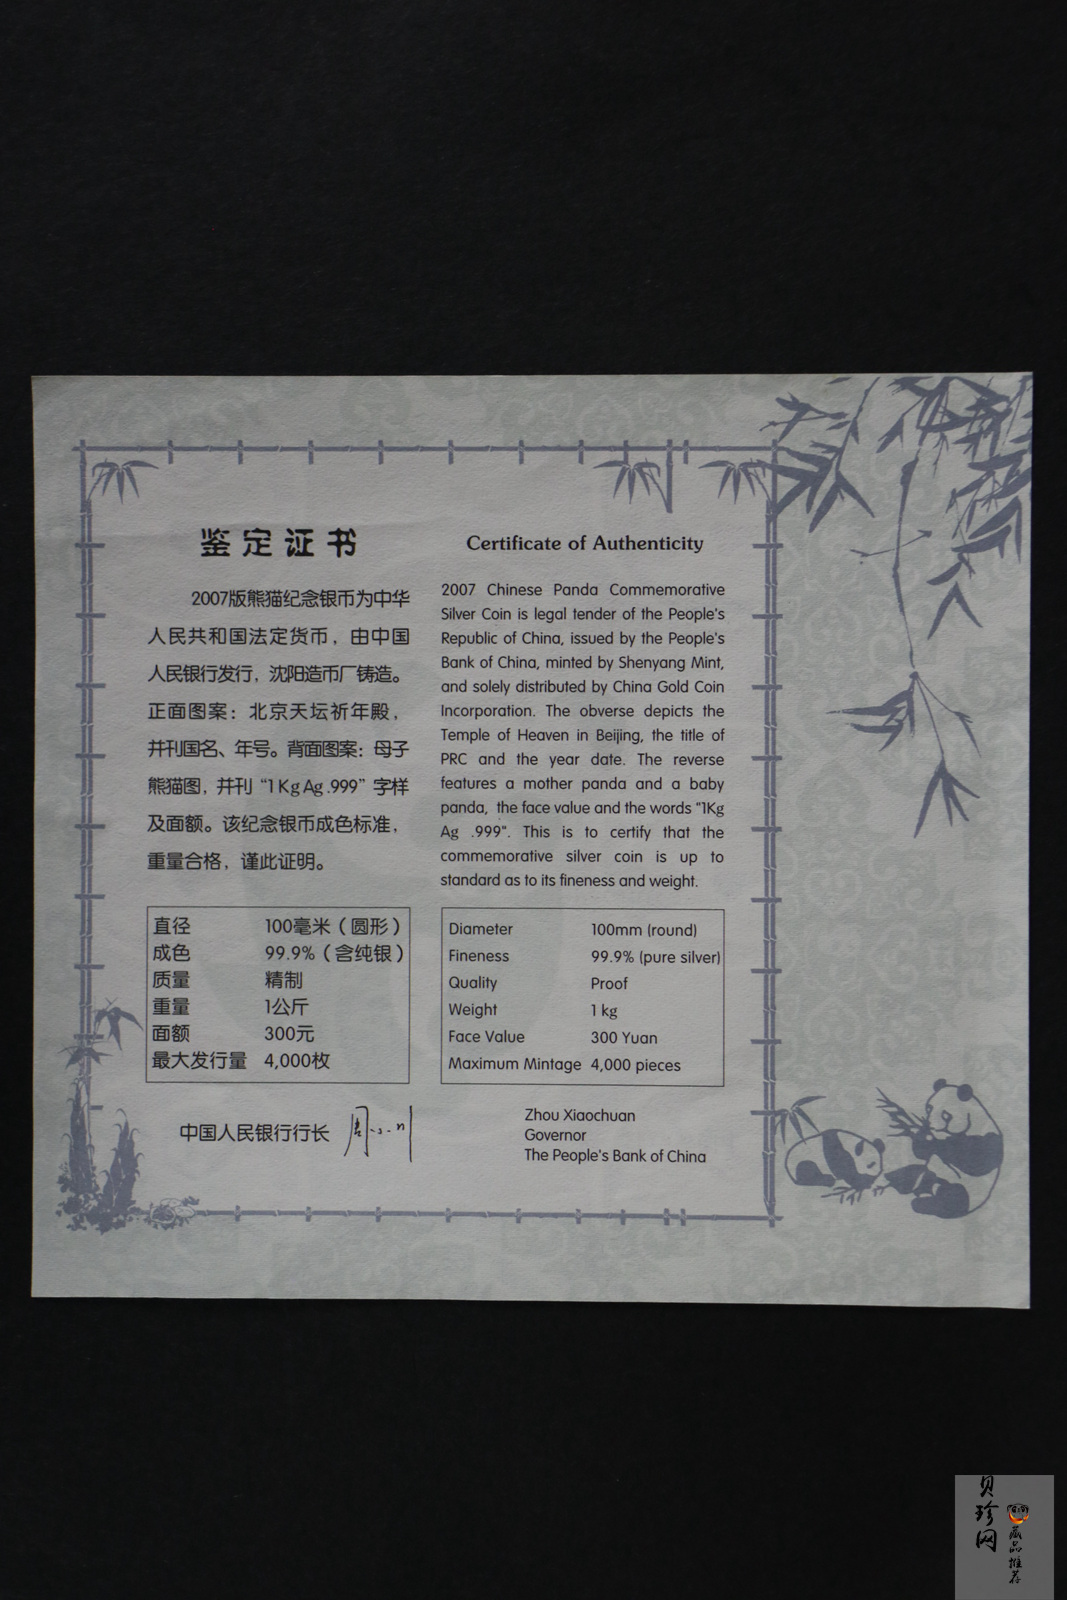 鉴定证书
2007版熊猫纪念银币为中华
人民共和国法定货币，由中国
人民银行发行，沈阳造币厂铸造。
正面图案：北京天坛祈年殿，
并刊国名、年号。背面图案：母子
熊猫图，并刊“1Kg Ag .999”字样
及面额。该纪念银币成色标准，
重量合格，谨此证明。
直径 100毫米（圆形）
成色 99.9%（含纯银）
质量 精制
重量 1公斤
面额 300元
最大发行量 4,000枚
中国人民银行行长 周小川
Certificate of Authenticity
2007 Chinese Panda Commemorative
Silver Coin is legal tender of the People's
Republic of China, issued by the People's
Bank of China, minted by Shenyang Mint,
and solely distributed by China Gold Coin
Incorporation. The obverse depicts the
Temple of Heaven in Beijing, the title of
PRC and the year date. The reverse
features a mother panda and a baby
panda, the face value and the words "1Kg
Ag .999". This is to certify that the
commemorative silver coin is up to
standard as to its fineness and weight.
Diameter 100mm (round)
Fineness 99.9% (pure silver)
Quality Proof
Weight 1 kg
Face Value 300 Yuan
Maximum Mintage 4,000 pieces
Zhou Xiaochuan
Governor
The People's Bank of China
贝珍网
藏品推荐